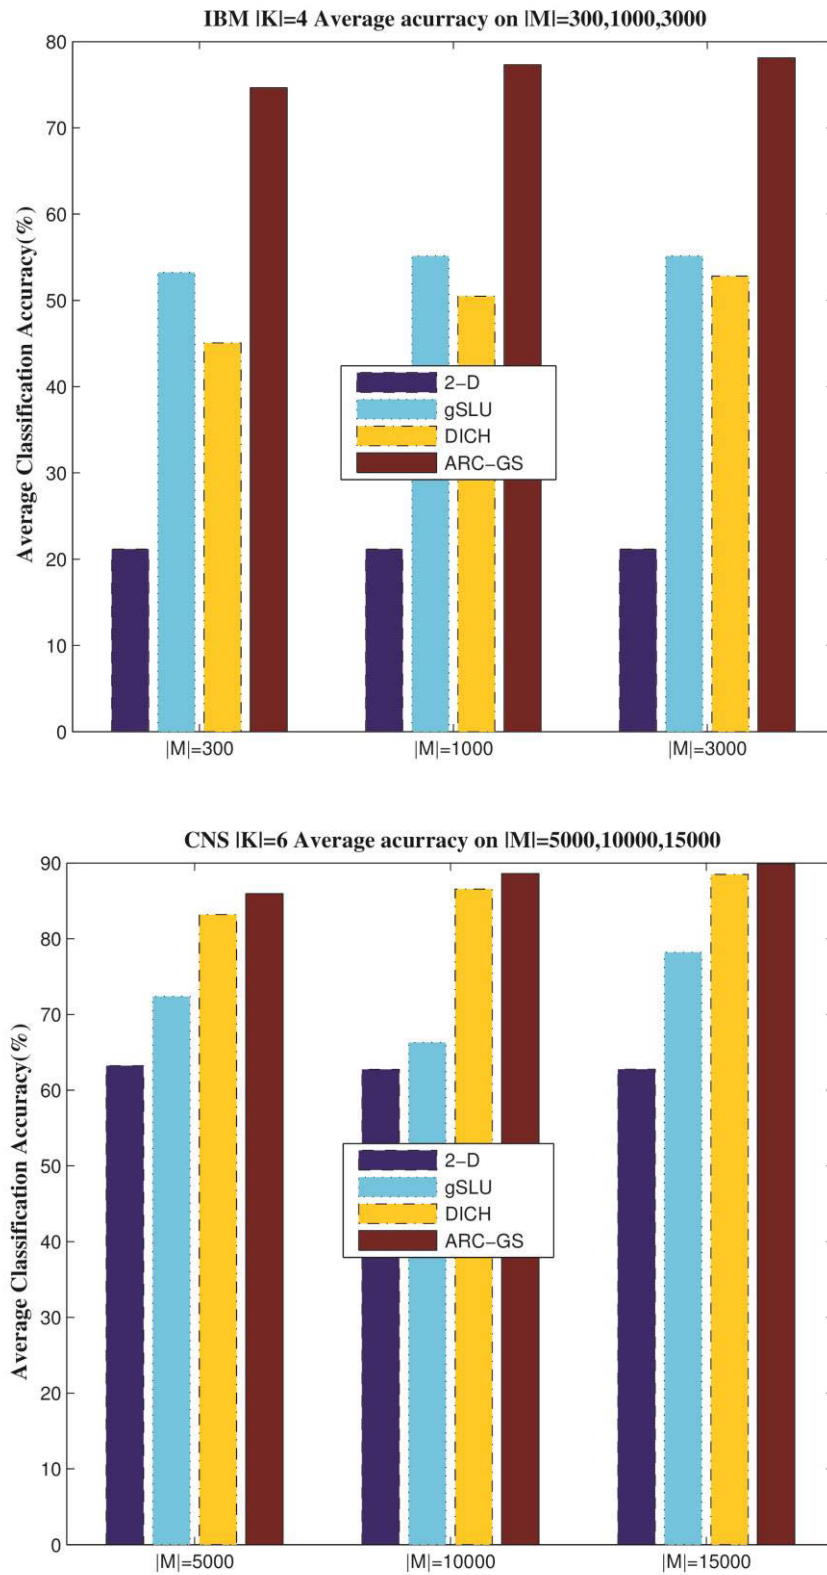 IBM |K|=4 Average acurracy on |M|=300,1000,3000
80
70
60
50
40
30
20
10
0
Average Classification Accuracy(%)
2-D
gSLU
DICH
ARC-GS
|M|=300
|M|=1000
|M|=3000
CNS |K|=6 Average acurracy on |M|=5000,10000,15000
90
80
70
60
50
40
30
20
10
0
Average Classification Accuracy(%)
2-D
gSLU
DICH
ARC-GS
|M|=5000
|M|=10000
|M|=15000